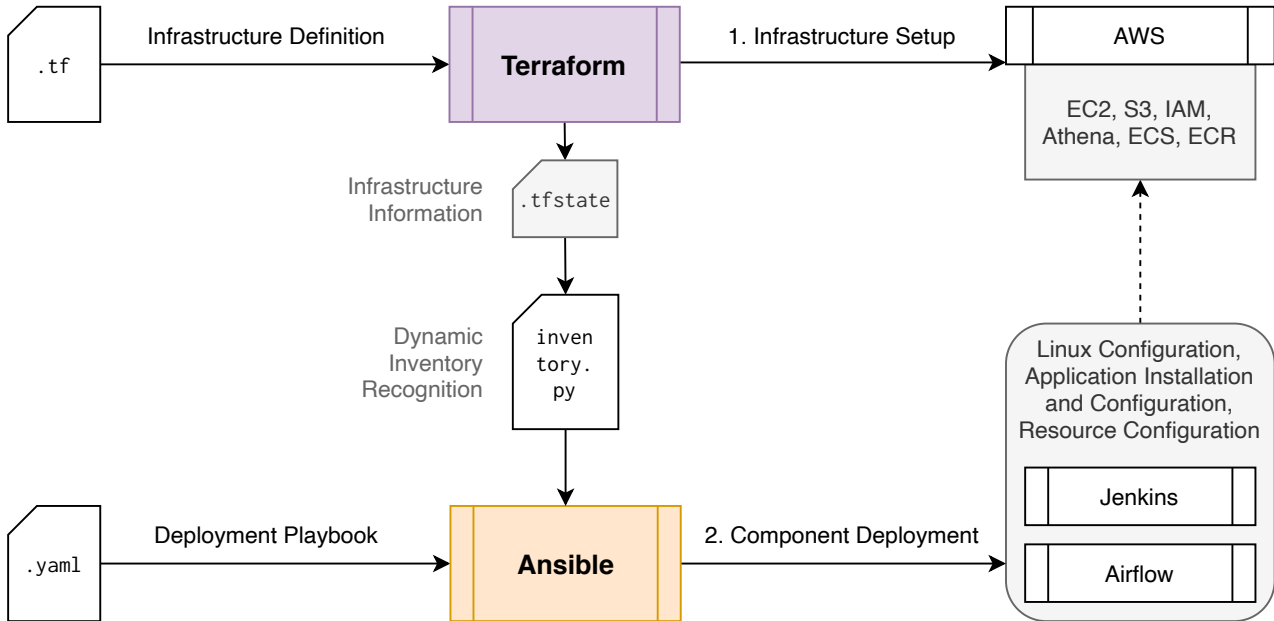 .tf
Infrastructure Definition
Terraform
1. Infrastructure Setup
AWS
EC2, S3, IAM,
Athena, ECS, ECR
Infrastructure
Information
.tfstate
Dynamic
Inventory
Recognition
inven
tory.
py
Linux Configuration,
Application Installation
and Configuration,
Resource Configuration
Jenkins
Airflow
.yaml
Deployment Playbook
Ansible
2. Component Deployment